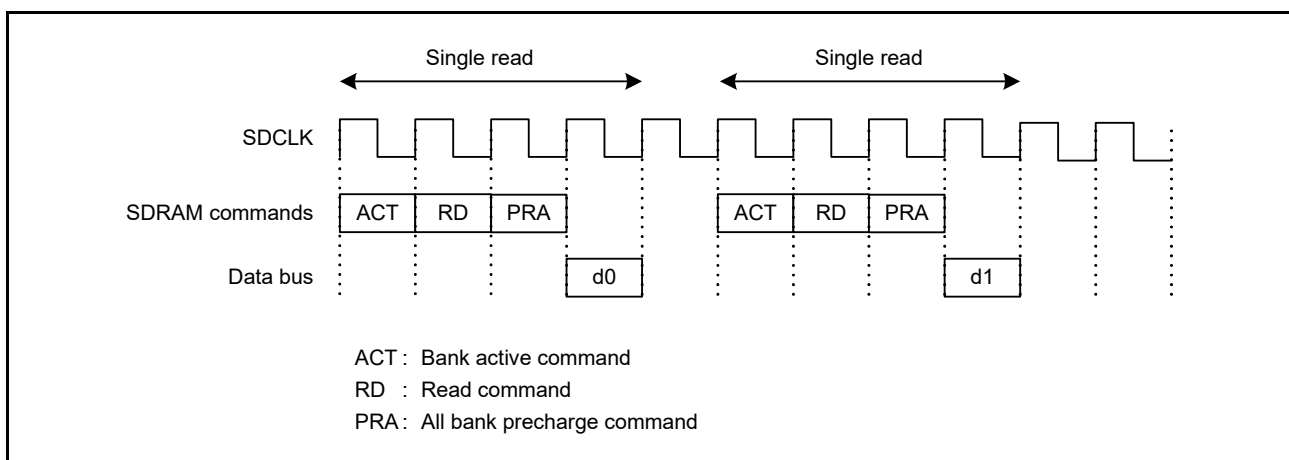 Single read Single read
SDCLK
SDRAM commands ACT RD PRA ACT RD PRA
Data bus d0 d1
ACT : Bank active command
RD : Read command
PRA : All bank precharge command